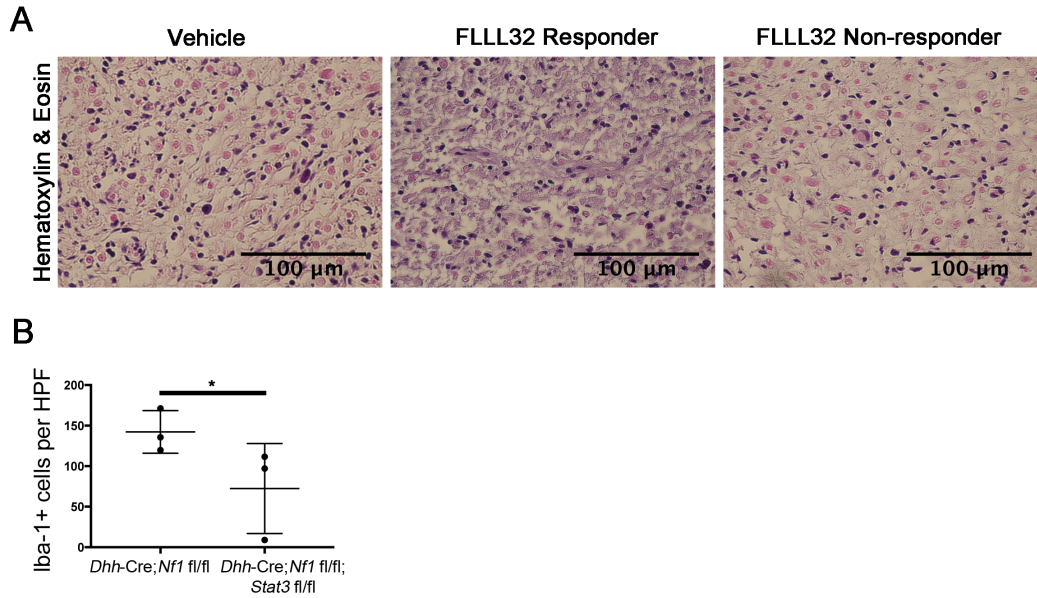 A
Vehicle
FLLL32 Responder
FLLL32 Non-responder
Hematoxylin & Eosin
100 µm
100 µm
100 µm
B
Iba-1+ cells per HPF
200
150
100
50
0
*
Dhh-Cre;Nf1 fl/fl
Dhh-Cre;Nf1 fl/fl;
Stat3 fl/fl